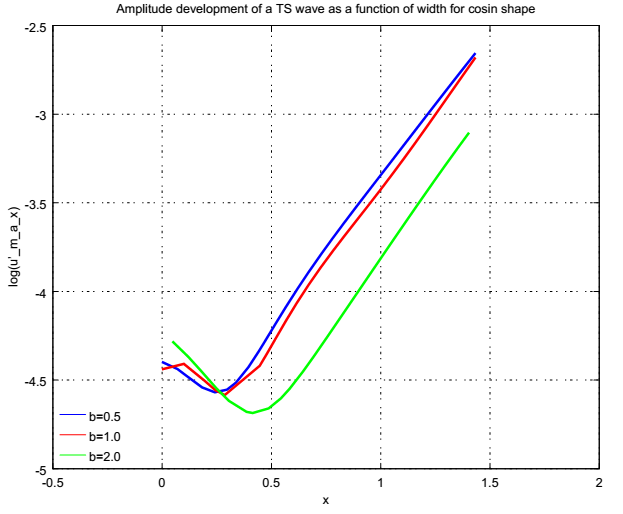 Amplitude development of a TS wave as a function of width for cosin shape
-2.5
-3
-3.5
-4
-4.5
-5
log(u'_m_a_x)
b=0.5
b=1.0
b=2.0
-0.5 0 0.5 1 1.5 2
x